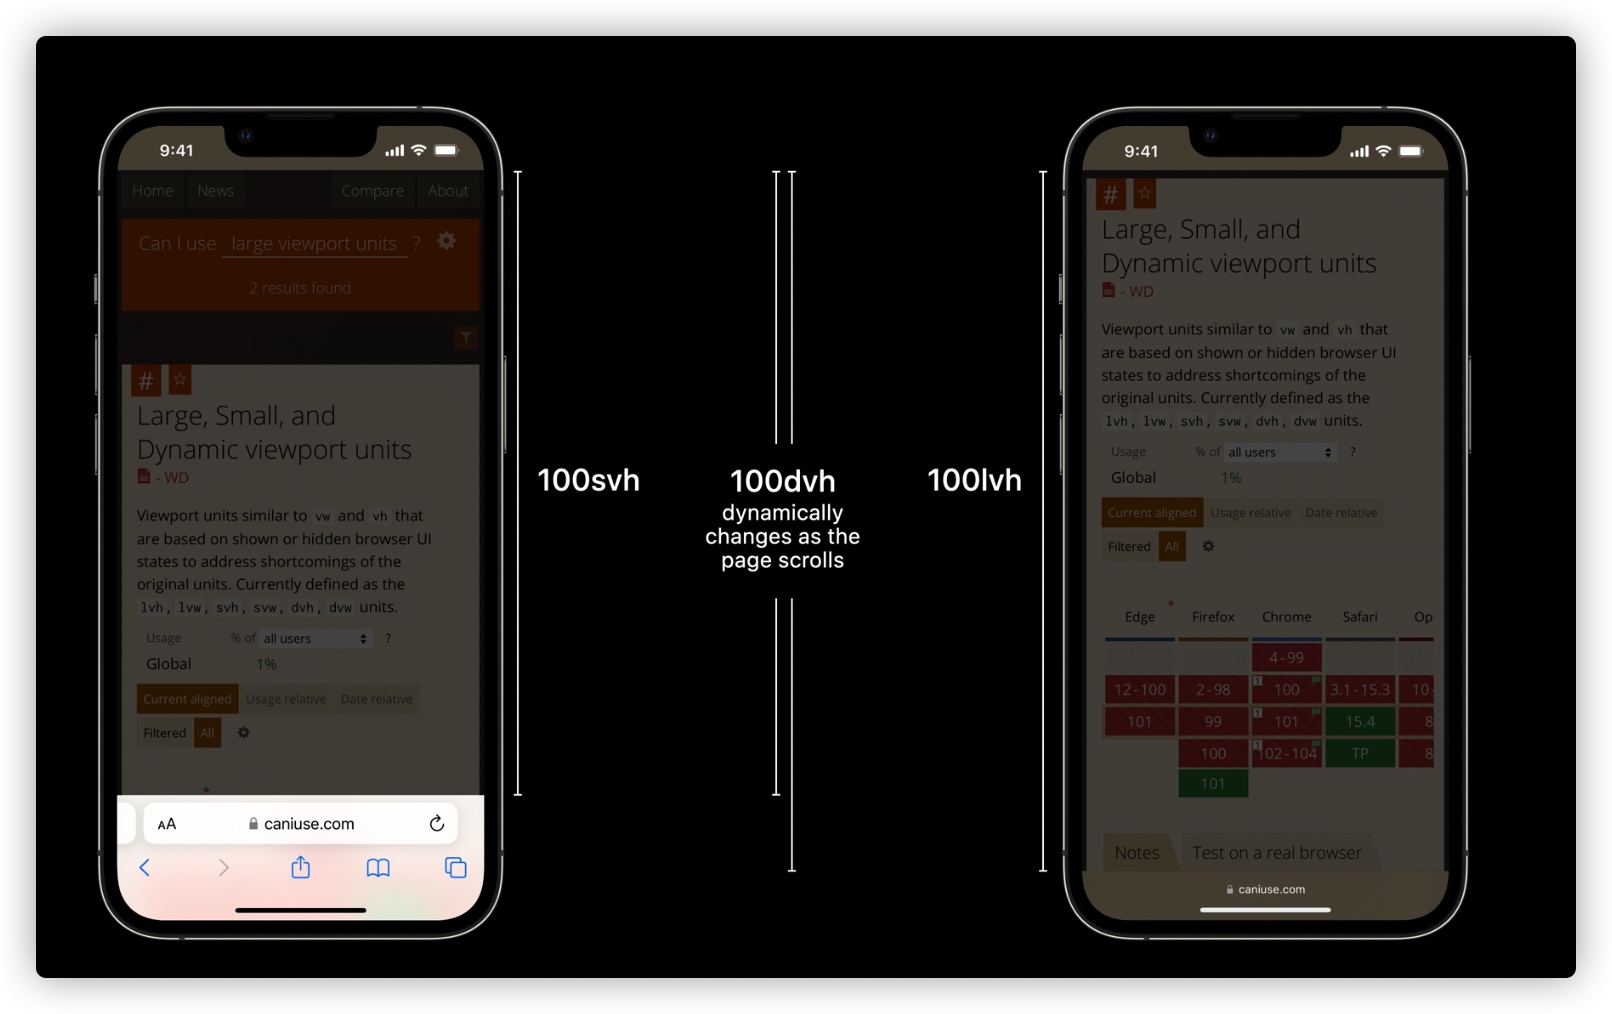 9:41
Home News Compare About
Can I use large viewport units ?
2 results found
# ☆
Large, Small, and
Dynamic viewport units
- WD
Viewport units similar to vw and vh that
are based on shown or hidden browser UI
states to address shortcomings of the
original units. Currently defined as the
lvh, lvw, svh, svw, dvh, dvw units.
Usage % of all users ?
Global 1%
Current aligned Usage relative Date relative
Filtered All
*
AA caniuse.com
100svh
100dvh
dynamically
changes as the
page scrolls
100lvh
9:41
# ☆
Large, Small, and
Dynamic viewport units
- WD
Viewport units similar to vw and vh that
are based on shown or hidden browser UI
states to address shortcomings of the
original units. Currently defined as the
lvh, lvw, svh, svw, dvh, dvw units.
Usage % of all users ?
Global 1%
Current aligned Usage relative Date relative
Filtered All
Edge * Firefox Chrome Safari Op
4-99
12-100 2-98 1 100 3.1-15.3 10-
101 99 1 101 15.4 8
100 1 102-104 TP 8
101
Notes Test on a real browser
caniuse.com